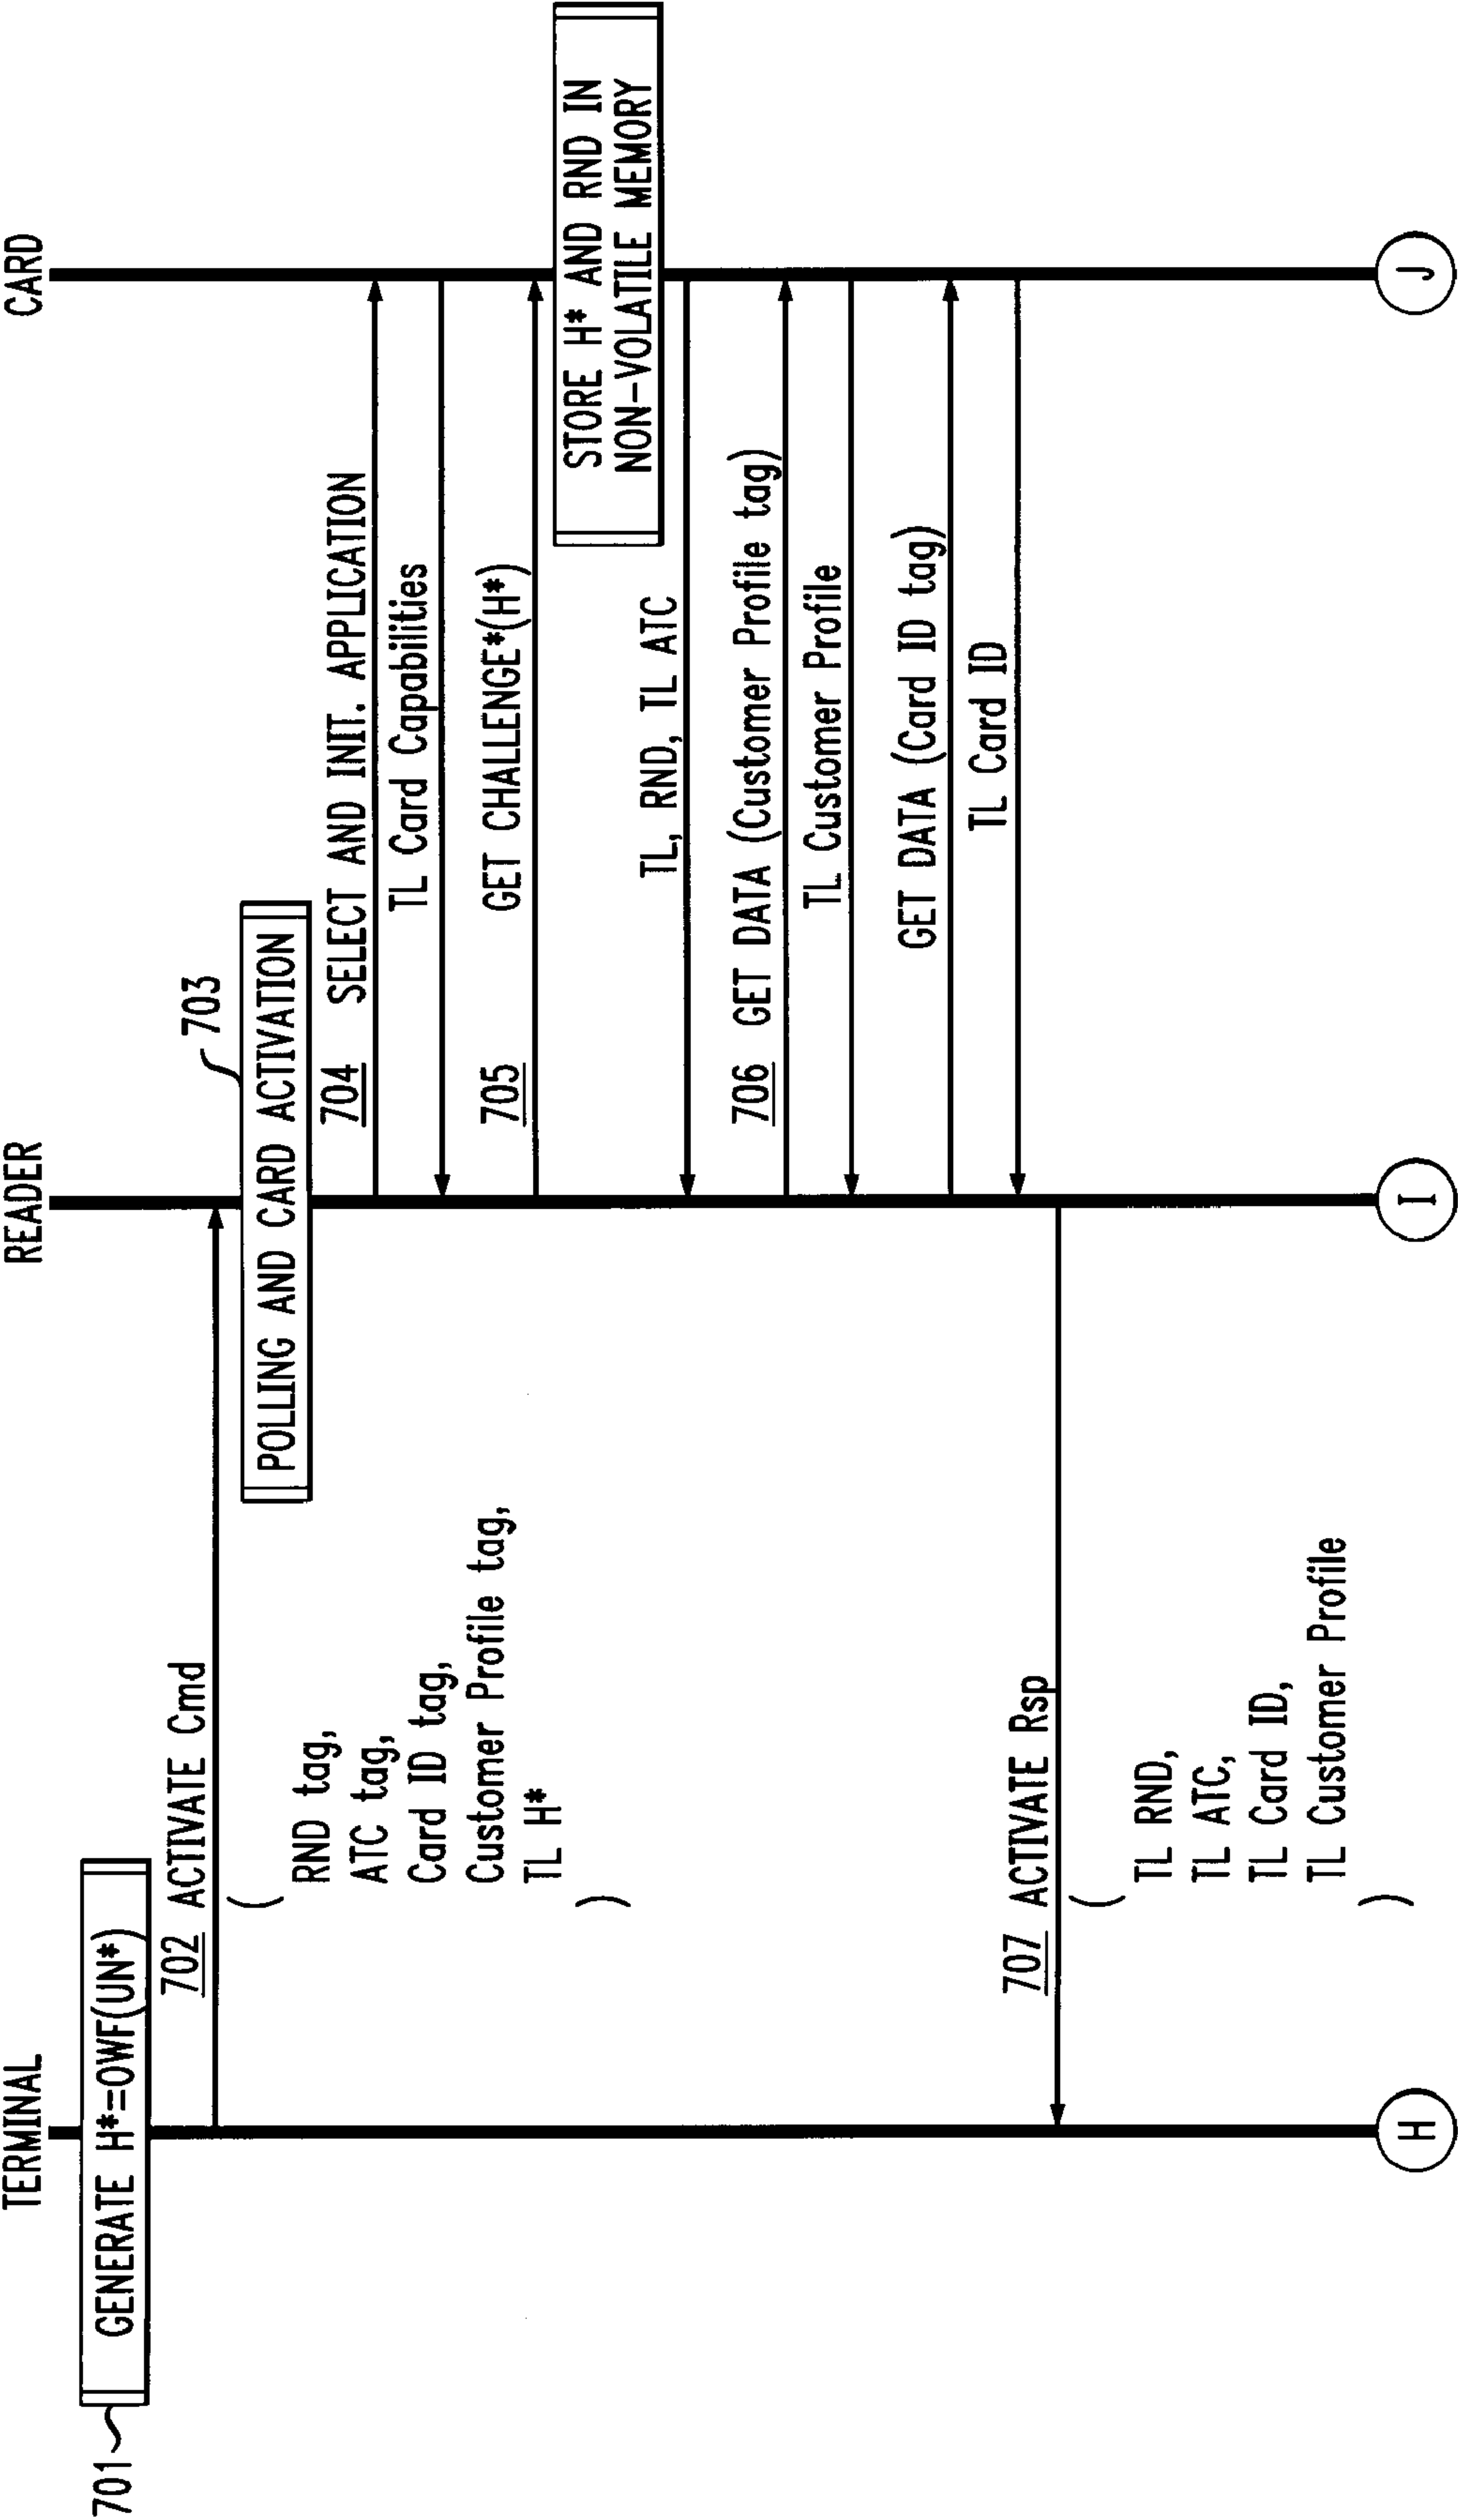 TERMINAL
READER
CARD
701
GENERATE H*=OWF(UN*)
702 ACTIVATE Cmd
(
RND tag,
ATC tag,
Card ID tag,
Customer Profile tag,
TL H*
)
703
POLLING AND CARD ACTIVATION
704 SELECT AND INIT. APPLICATION
TL Card Capabilities
705 GET CHALLENGE*(H*)
STORE H* AND RND IN
NON-VOLATILE MEMORY
TL, RND, TL ATC
706 GET DATA (Customer Profile tag)
TL Customer Profile
GET DATA (Card ID tag)
TL Card ID
707 ACTIVATE Rsp
(
TL RND,
TL ATC,
TL Card ID,
TL Customer Profile
)
H
I
J